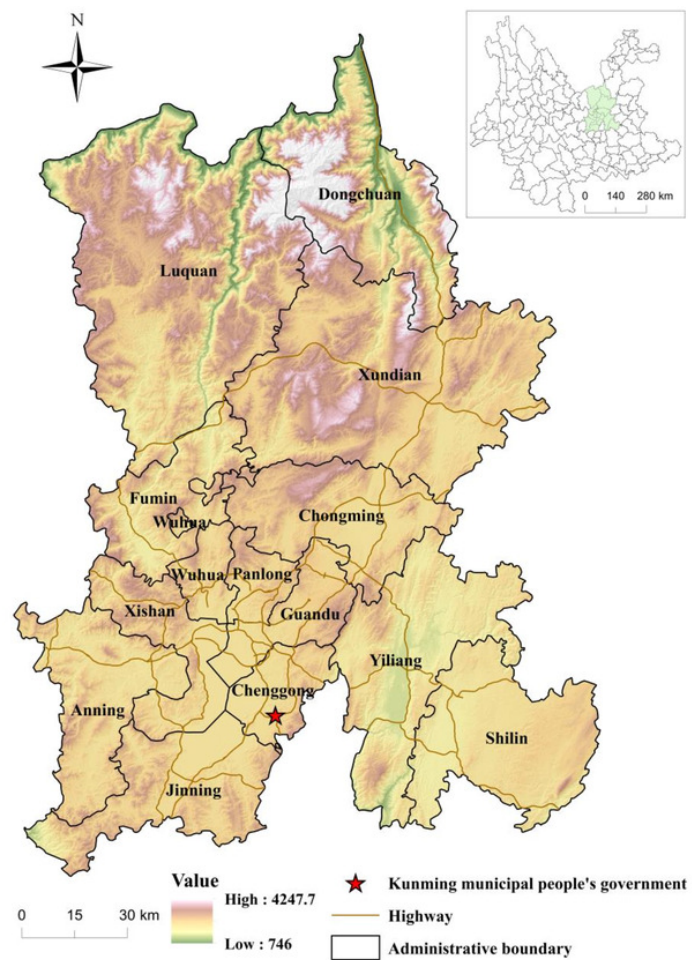 N
0 140 280 km
Dongchuan
Luquan
Xundian
Fumin
Wuhua
Chongming
Wuhua
Panlong
Xishan
Guandu
Yiliang
Chenggong
Anning
Shilin
Jinning
Value
High : 4247.7
Low : 746
0 15 30 km
Kunming municipal people's government
Highway
Administrative boundary